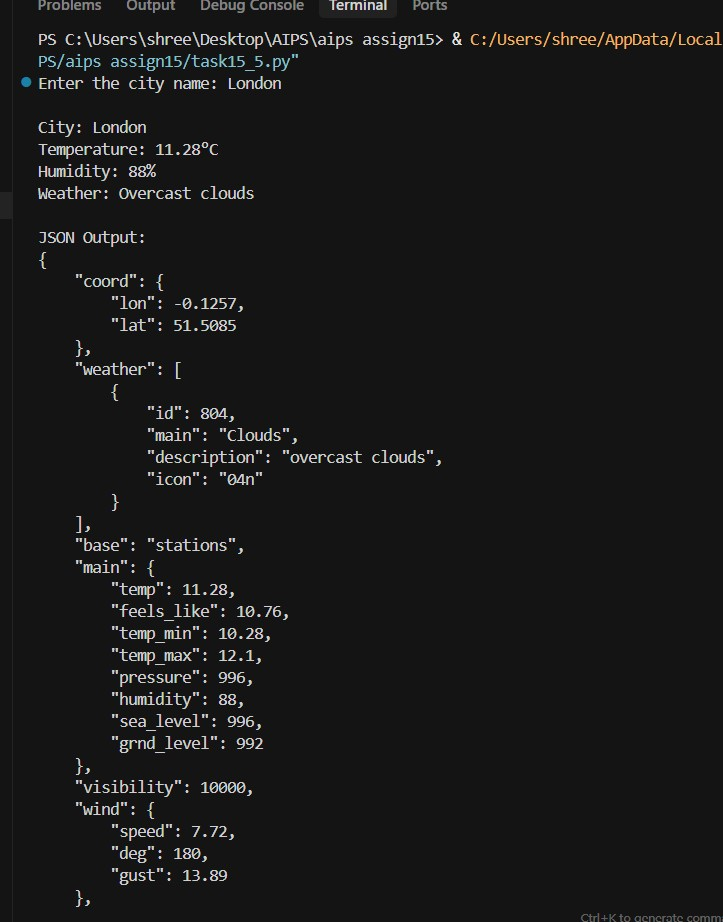 Problems Output Debug Console Terminal Ports
PS C:\Users\shree\Desktop\AIPS\aips assign15> & C:/Users/shree/AppData/Local
PS/aips assign15/task15_5.py"
Enter the city name: London
City: London
Temperature: 11.28°C
Humidity: 88%
Weather: Overcast clouds
JSON Output:
{
    "coord": {
        "lon": -0.1257,
        "lat": 51.5085
    },
    "weather": [
        {
            "id": 804,
            "main": "Clouds",
            "description": "overcast clouds",
            "icon": "04n"
        }
    ],
    "base": "stations",
    "main": {
        "temp": 11.28,
        "feels_like": 10.76,
        "temp_min": 10.28,
        "temp_max": 12.1,
        "pressure": 996,
        "humidity": 88,
        "sea_level": 996,
        "grnd_level": 992
    },
    "visibility": 10000,
    "wind": {
        "speed": 7.72,
        "deg": 180,
        "gust": 13.89
    },
Ctrl+K to generate comm